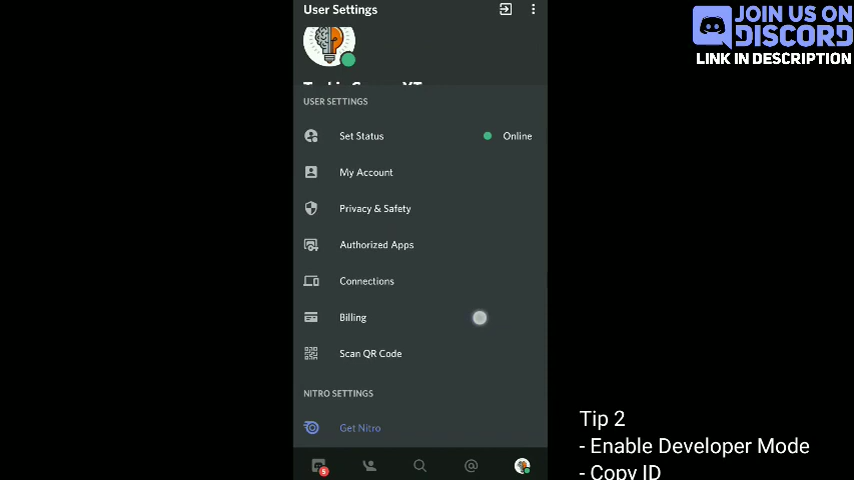 User Settings
JOIN US ON
DISCORD
LINK IN DESCRIPTION
USER SETTINGS
Set Status
Online
My Account
Privacy & Safety
Authorized Apps
Connections
Billing
Scan QR Code
NITRO SETTINGS
Get Nitro
5
Tip 2
- Enable Developer Mode
- Copy ID